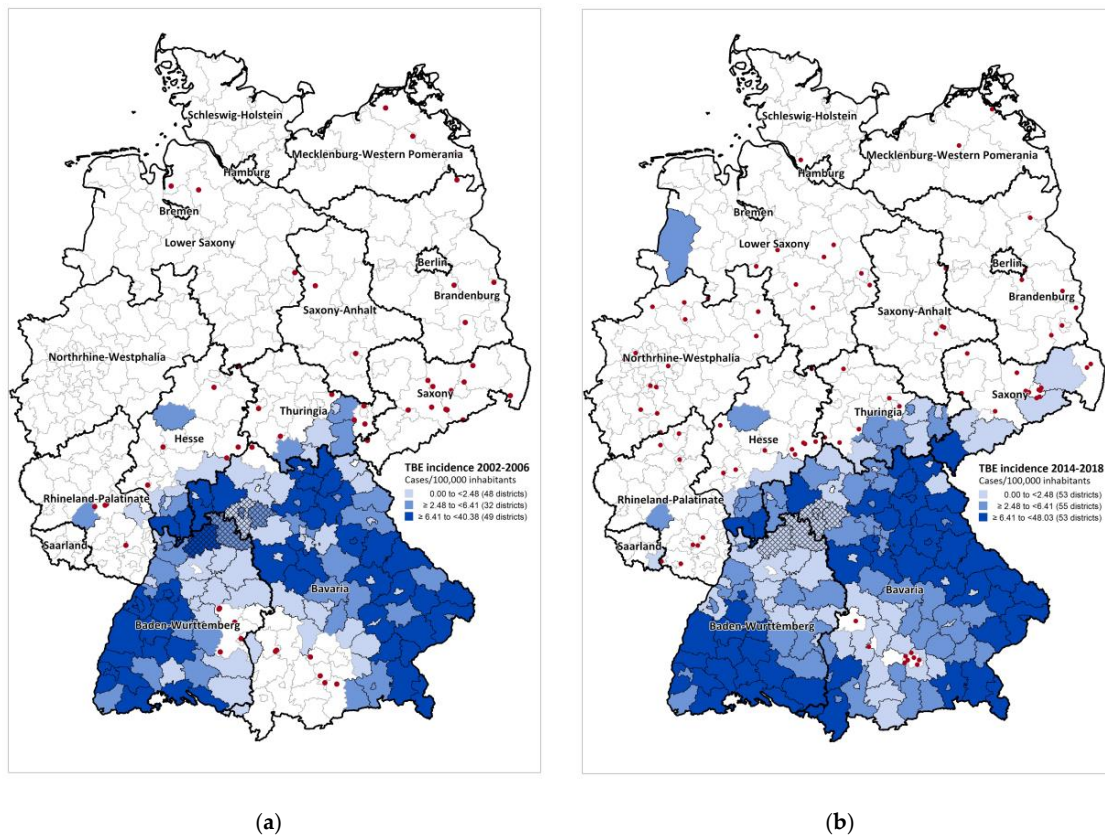 Schleswig-Holstein
Mecklenburg-Western Pomerania
Hamburg
Bremen
Lower Saxony
Berlin
Brandenburg
Saxony-Anhalt
Northrhine-Westphalia
Saxony
Thuringia
Hesse
TBE incidence 2002-2006
Cases/100,000 inhabitants
0.00 to <2.48 (48 districts)
≥ 2.48 to <6.41 (32 districts)
≥ 6.41 to <40.38 (49 districts)
Rhineland-Palatinate
Saarland
Bavaria
Baden-Wurttemberg
(a)
Schleswig-Holstein
Mecklenburg-Western Pomerania
Hamburg
Bremen
Lower Saxony
Berlin
Brandenburg
Saxony-Anhalt
Northrhine-Westphalia
Saxony
Thuringia
Hesse
TBE incidence 2014-2018
Cases/100,000 inhabitants
0.00 to <2.48 (53 districts)
≥ 2.48 to <6.41 (55 districts)
≥ 6.41 to <48.03 (53 districts)
Rhineland-Palatinate
Saarland
Bavaria
Baden-Wurttemberg
(b)